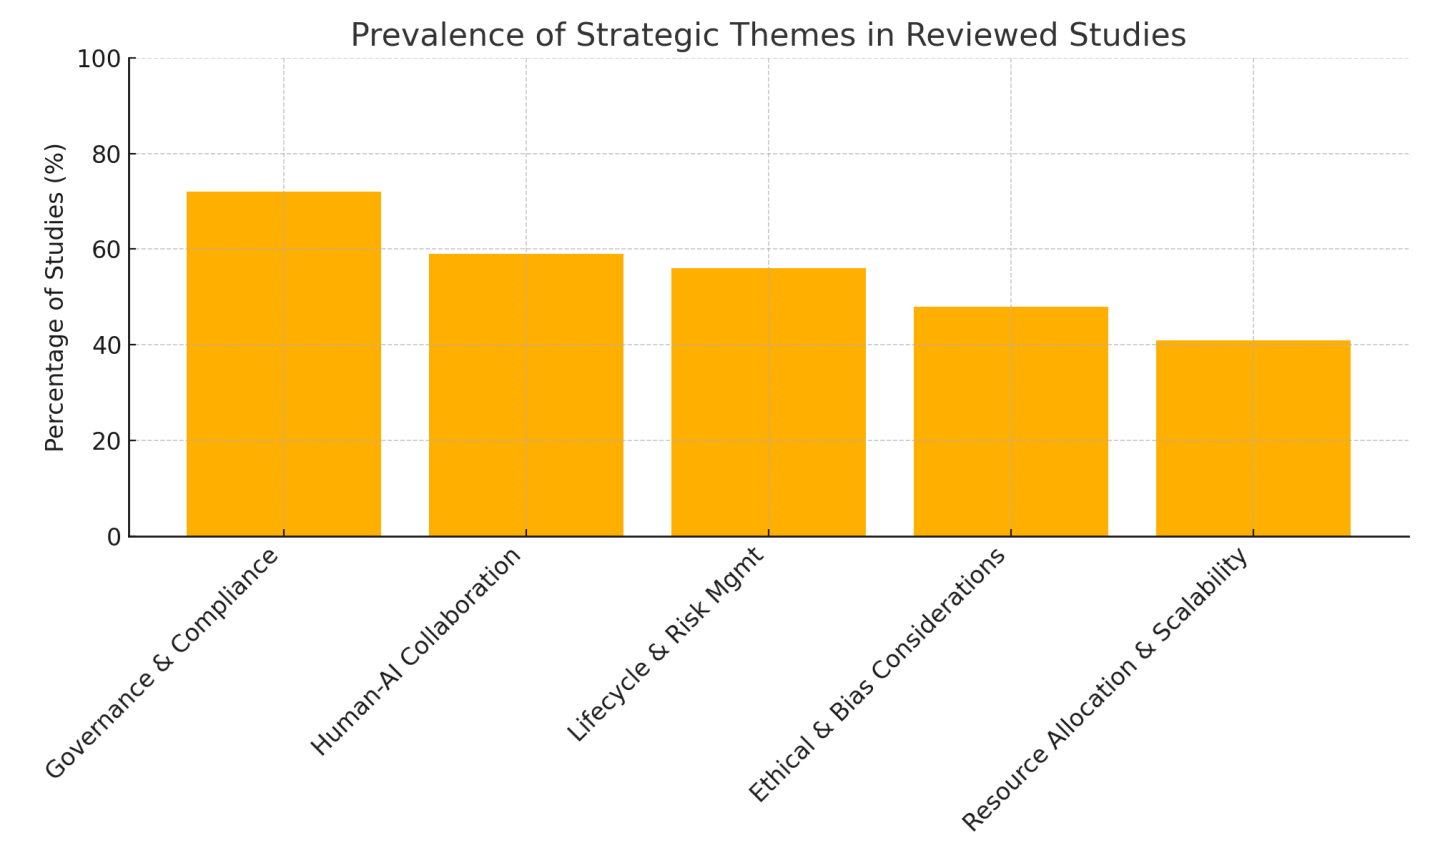 Prevalence of Strategic Themes in Reviewed Studies
Percentage of Studies (%)
100
80
60
40
20
0
Governance & Compliance
Human-AI Collaboration
Lifecycle & Risk Mgmt
Ethical & Bias Considerations
Resource Allocation & Scalability